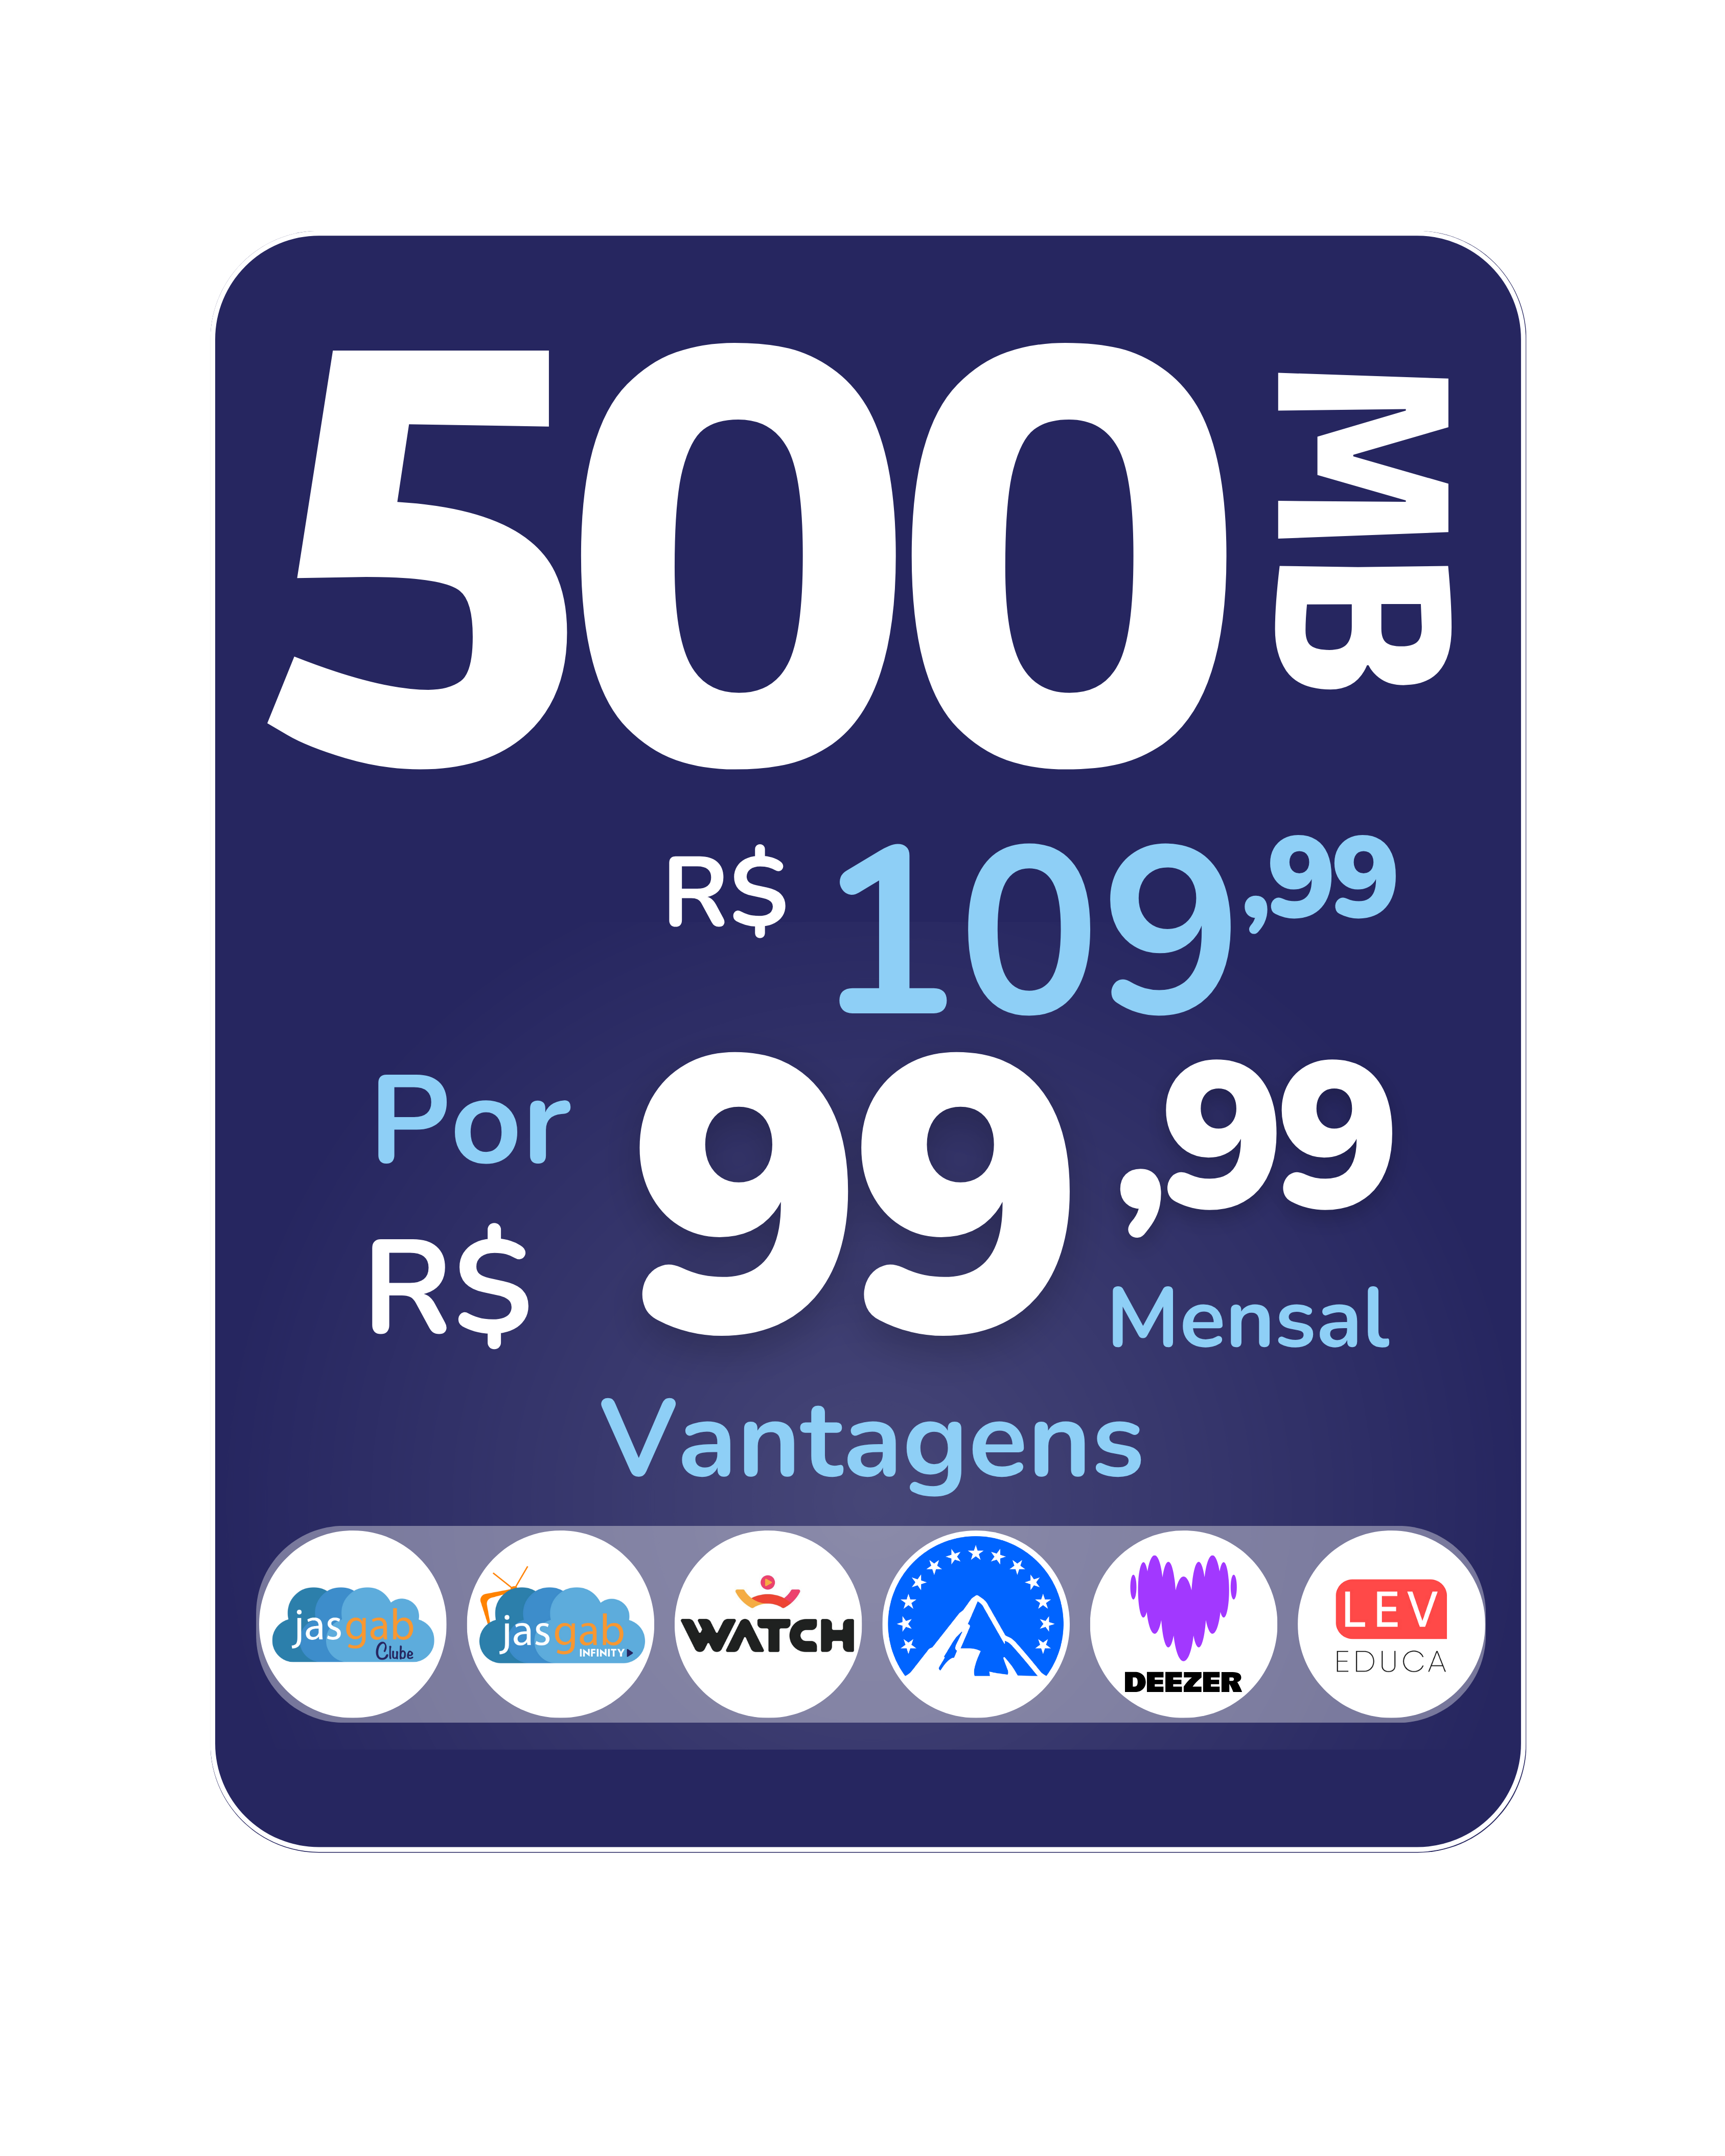 500 MB
R$ 109,99
Por
R$ 99,99
Mensal
Vantagens
jasgab Clube
jasgab INFINITY
WATCH
DEEZER
LEV
EDUCA